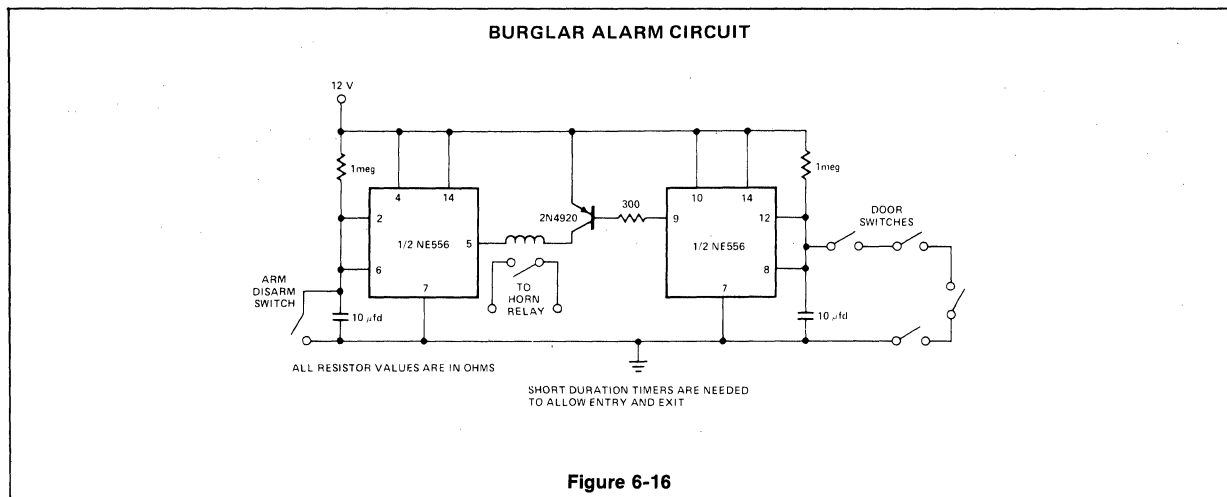 BURGLAR ALARM CIRCUIT
12 V
1meg
4
14
2
6
5
7
1/2 NE556
2N4920
300
10
14
9
12
8
7
1/2 NE556
1meg
DOOR
SWITCHES
ARM
DISARM
SWITCH
10 μfd
TO
HORN
RELAY
10 μfd
ALL RESISTOR VALUES ARE IN OHMS
SHORT DURATION TIMERS ARE NEEDED
TO ALLOW ENTRY AND EXIT
Figure 6-16